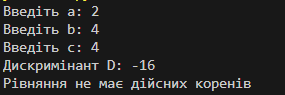 Введіть a: 2
Введіть b: 4
Введіть c: 4
Дискримінант D: -16
Рівняння не має дійсних коренів